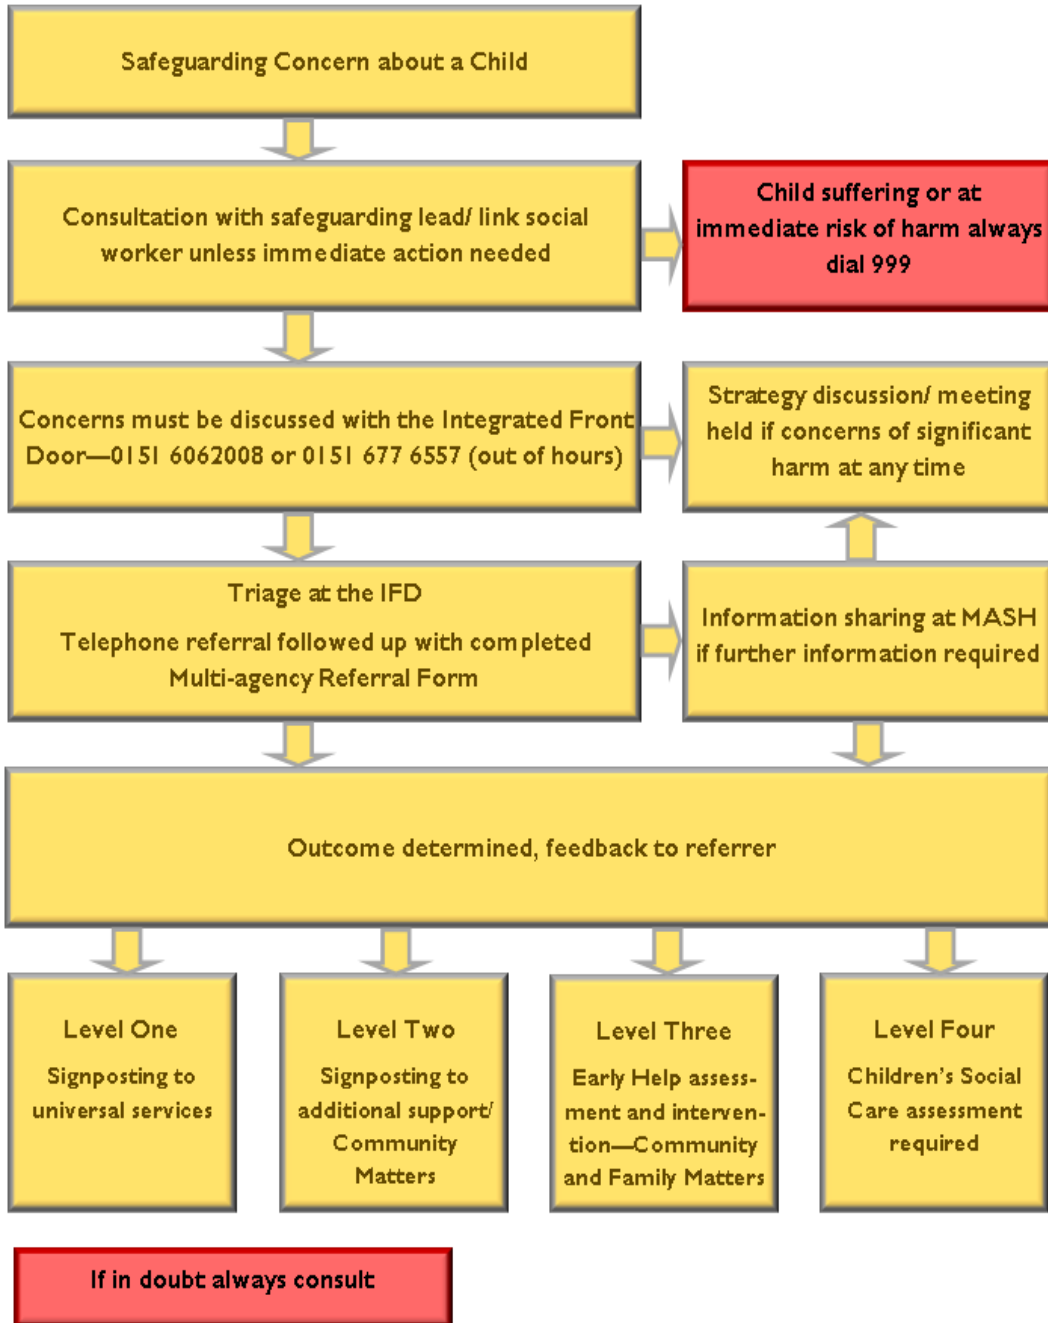 Safeguarding Concern about a Child
Consultation with safeguarding lead/ link social
worker unless immediate action needed
Child suffering or at
immediate risk of harm always
dial 999
Concerns must be discussed with the Integrated Front
Door—0151 6062008 or 0151 677 6557 (out of hours)
Strategy discussion/ meeting
held if concerns of significant
harm at any time
Triage at the IFD
Telephone referral followed up with completed
Multi-agency Referral Form
Information sharing at MASH
if further information required
Outcome determined, feedback to referrer
Level One
Signposting to
universal services
Level Two
Signposting to
additional support/
Community
Matters
Level Three
Early Help assess-
ment and interven-
tion—Community
and Family Matters
Level Four
Children's Social
Care assessment
required
If in doubt always consult